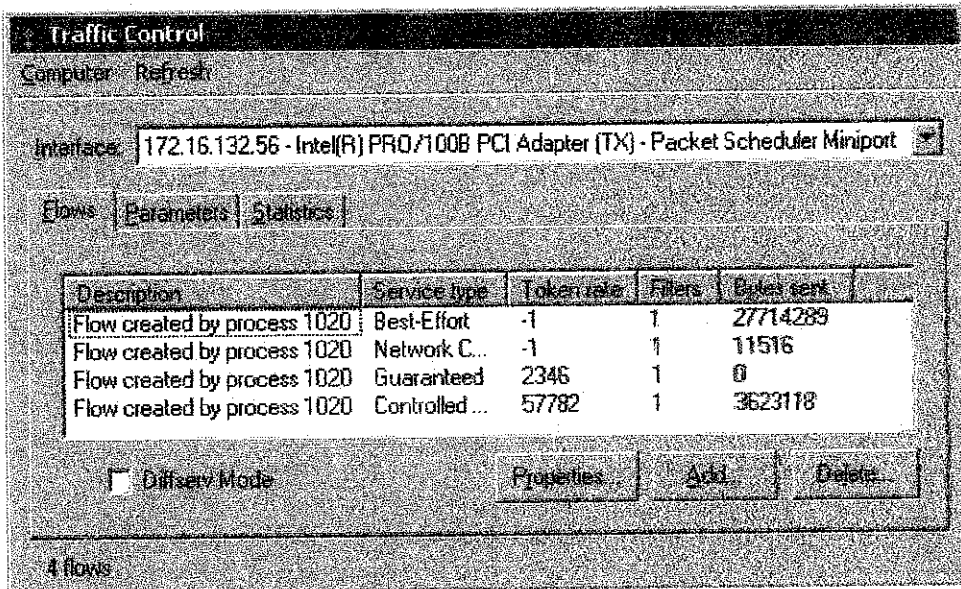 Traffic Control
Computer Refresh
Interface: 172.16.132.56 - Intel(R) PRO/100B PCI Adapter (TX) - Packet Scheduler Miniport
Flows Parameters Statistics
Description Service type Token rate Filters Bytes sent
Flow created by process 1020 Best-Effort -1 1 27714289
Flow created by process 1020 Network C... -1 1 11516
Flow created by process 1020 Guaranteed 2346 1 0
Flow created by process 1020 Controlled ... 57782 1 3623118
Diffserv Mode Properties... Add... Delete...
4 flows